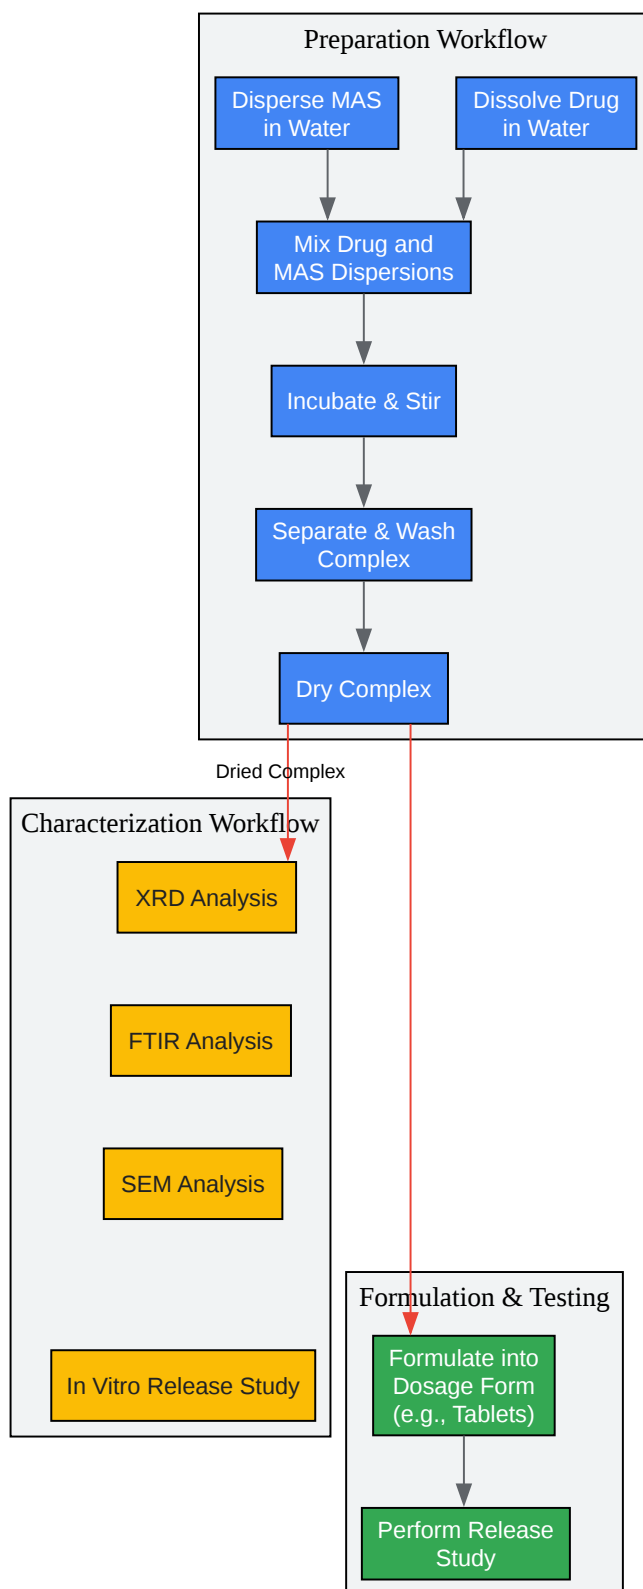 Preparation Workflow
Disperse MAS
in Water
Dissolve Drug
in Water
Mix Drug and
MAS Dispersions
Incubate & Stir
Separate & Wash
Complex
Dry Complex
Dried Complex
Characterization Workflow
XRD Analysis
FTIR Analysis
SEM Analysis
In Vitro Release Study
Formulation & Testing
Formulate into
Dosage Form
(e.g., Tablets)
Perform Release
Study